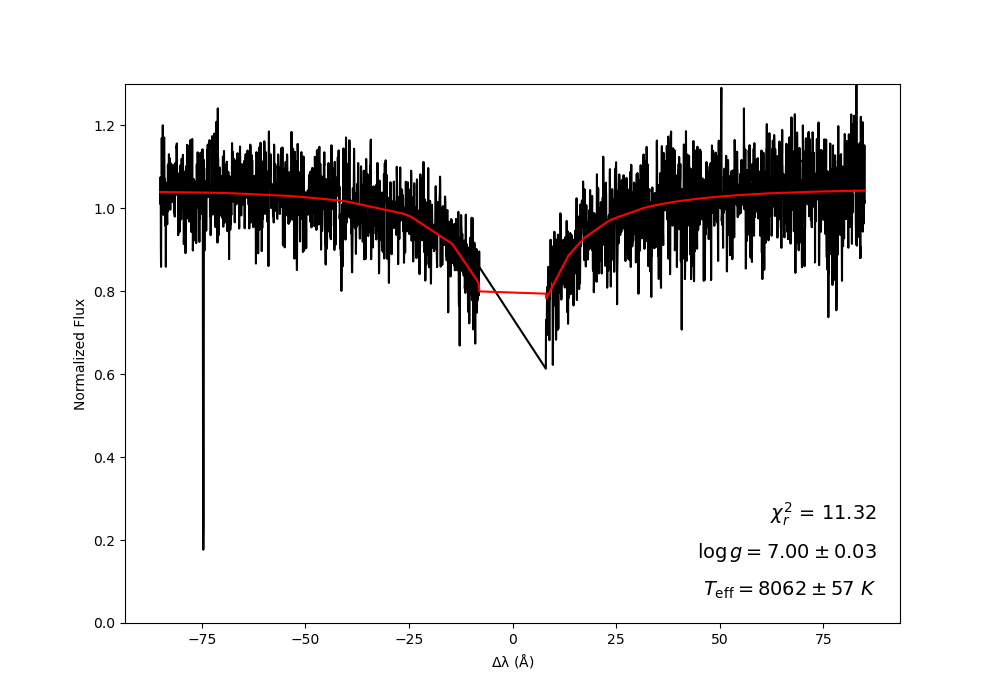 1.2
1.0
0.8
0.6
0.4
0.2
0.0
Normalized Flux
χ²ᵣ = 11.32
log g = 7.00 ± 0.03
T_eff = 8062 ± 57 K
−75 −50 −25 0 25 50 75
Δλ (Å)